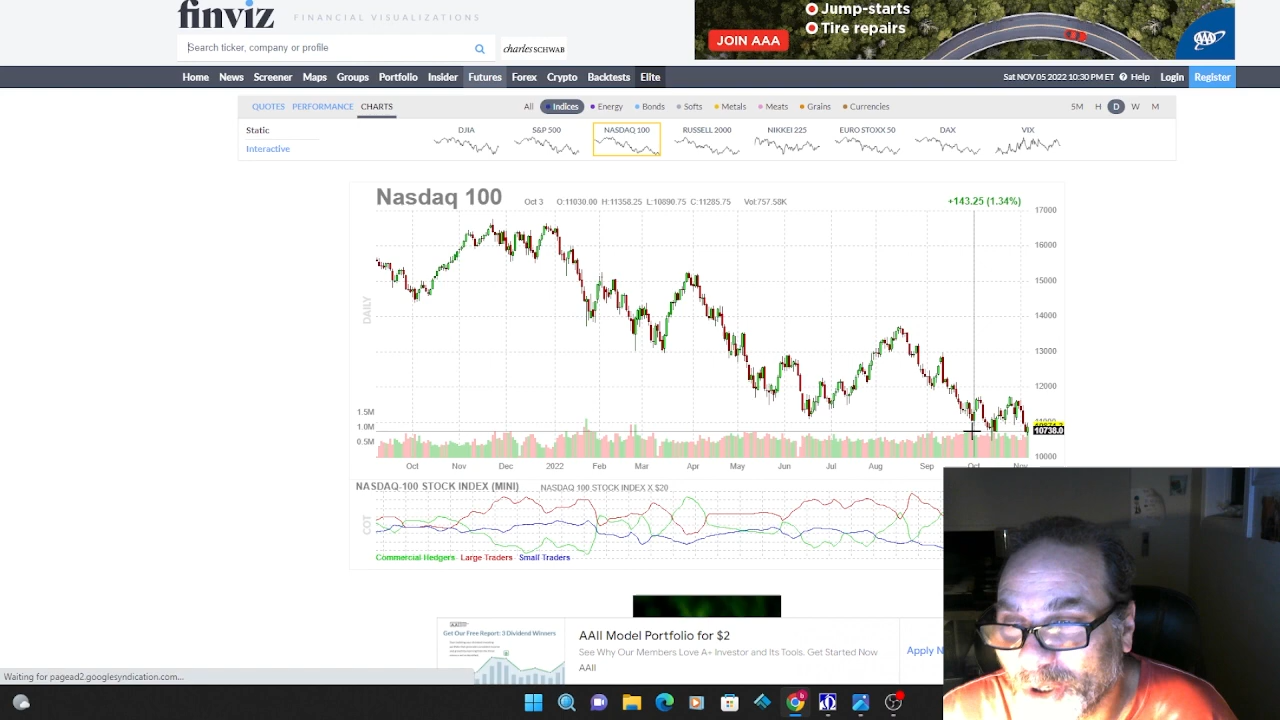 finviz FINANCIAL VISUALIZATIONS
Jump-starts
Tire repairs
JOIN AAA
AAA
Search ticker, company or profile
charles SCHWAB
Home News Screener Maps Groups Portfolio Insider Futures Forex Crypto Backtests Elite
Sat NOV 05 2022 10:30 PM ET ? Help Login Register
QUOTES PERFORMANCE CHARTS
All Indices Energy Bonds Softs Metals Meats Grains Currencies
5M H D W M
Static
Interactive
DJIA S&P 500 NASDAQ 100 RUSSELL 2000 NIKKEI 225 EURO STOXX 50 DAX VIX
Nasdaq 100
Oct 3 O:11030.00 H:11358.25 L:10890.75 C:11285.75 Vol:757.58K
+143.25 (1.34%)
17000
16000
15000
14000
13000
12000
10738.0
10000
DAILY
1.5M
1.0M
0.5M
Oct Nov Dec 2022 Feb Mar Apr May Jun Jul Aug Sep Oct Nov
NASDAQ-100 STOCK INDEX (MINI) NASDAQ 100 STOCK INDEX X $20
COT
Commercial Hedgers Large Traders Small Traders
Get Our Free Report: 3 Dividend Winners
AAII Model Portfolio for $2
See Why Our Members Love A+ Investor and Its Tools. Get Started Now
AAII
Apply N
Waiting for pagead2.googlesyndication.com...